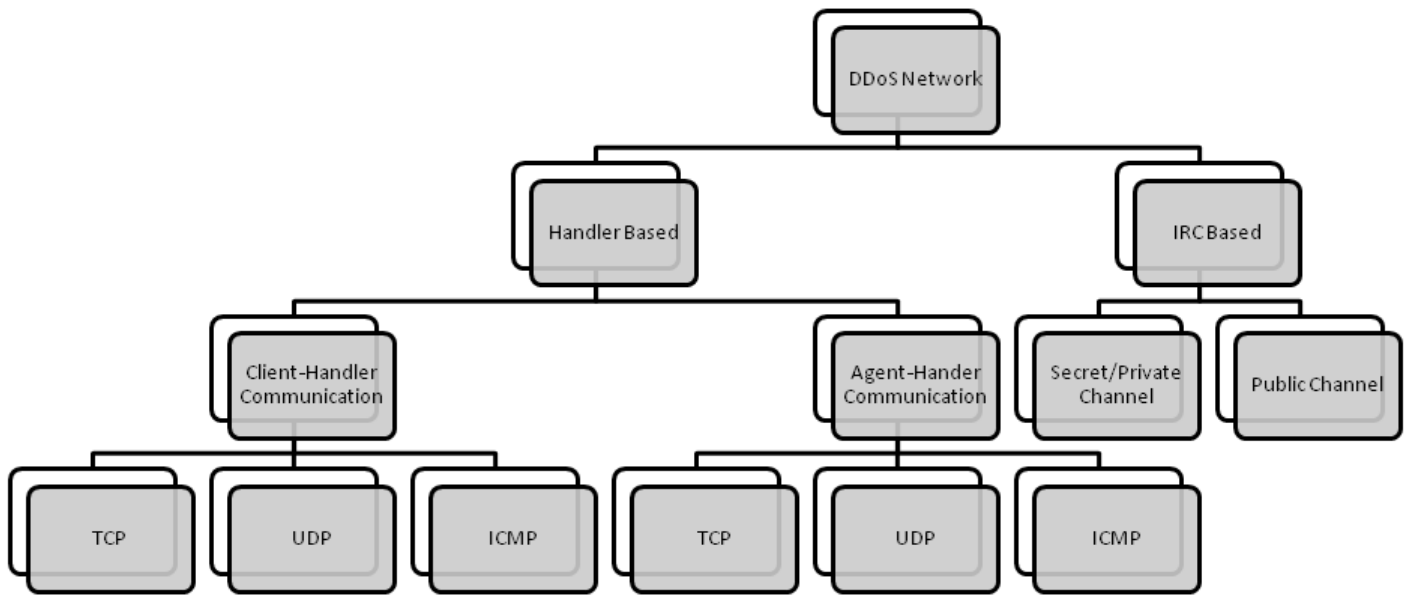 DDoS Network
Handler Based
IRC Based
Client-Handler
Communication
Agent-Hander
Communication
Secret/Private
Channel
Public Channel
TCP
UDP
ICMP
TCP
UDP
ICMP